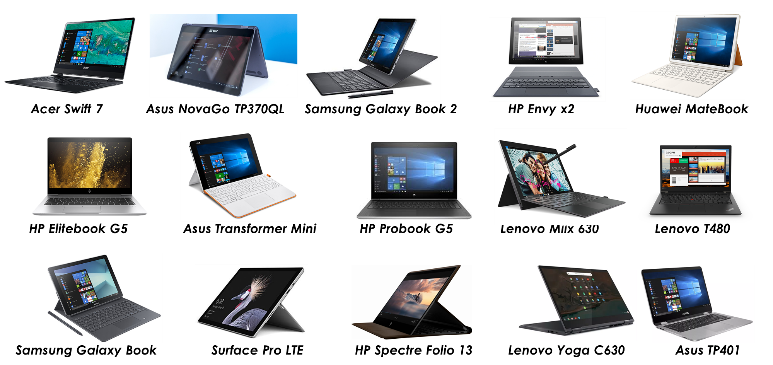 Acer Swift 7
Asus NovaGo TP370QL
Samsung Galaxy Book 2
HP Envy x2
Huawei MateBook
HP Elitebook G5
Asus Transformer Mini
HP Probook G5
Lenovo Miix 630
Lenovo T480
Samsung Galaxy Book
Surface Pro LTE
HP Spectre Folio 13
Lenovo Yoga C630
Asus TP401